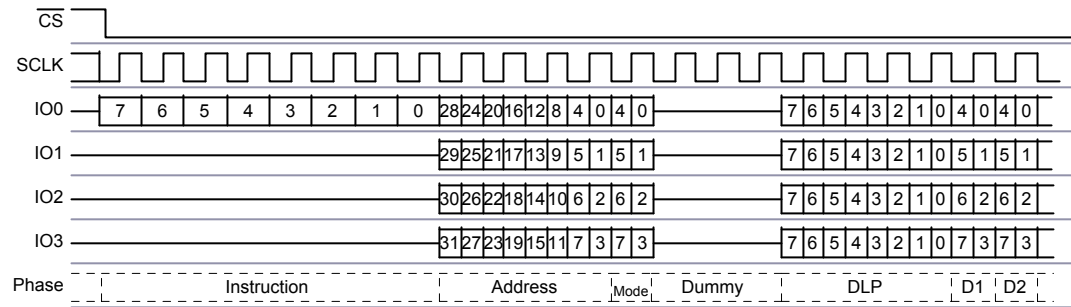 CS
SCLK
IO0 7 6 5 4 3 2 1 0 28 24 20 16 12 8 4 0 4 0 7 6 5 4 3 2 1 0 4 0 4 0
IO1 29 25 21 17 13 9 5 1 5 1 7 6 5 4 3 2 1 0 5 1 5 1
IO2 30 26 22 18 14 10 6 2 6 2 7 6 5 4 3 2 1 0 6 2 6 2
IO3 31 27 23 19 15 11 7 3 7 3 7 6 5 4 3 2 1 0 7 3 7 3
Phase Instruction Address Mode Dummy DLP D1 D2